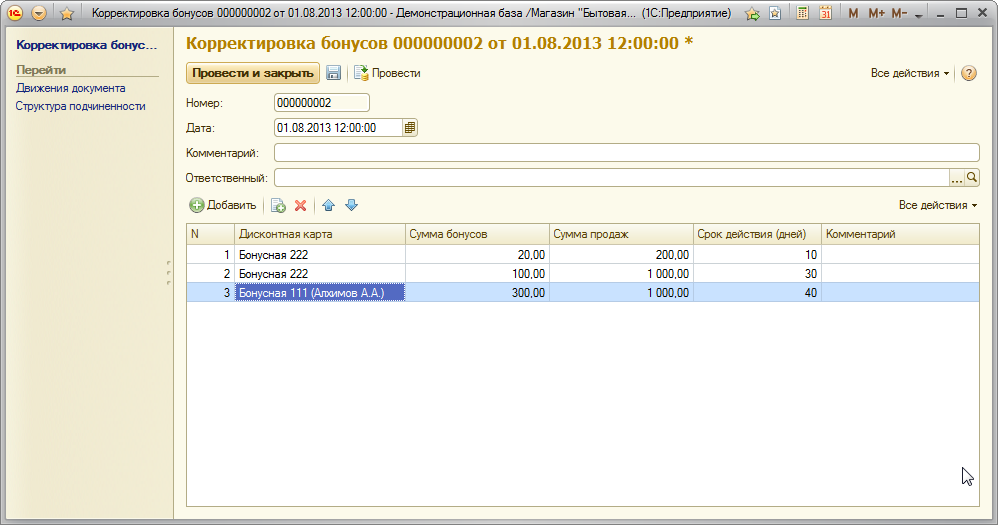 Корректировка бонусов 000000002 от 01.08.2013 12:00:00 - Демонстрационная база /Магазин "Бытовая... (1С:Предприятие) 31 M M+ M-
Корректировка бонус...
Перейти
Движения документа
Структура подчиненности
Корректировка бонусов 000000002 от 01.08.2013 12:00:00 *
Провести и закрыть Провести Все действия ?
Номер: 000000002
Дата: 01.08.2013 12:00:00
Комментарий:
Ответственный: ...
Добавить Все действия
N Дисконтная карта Сумма бонусов Сумма продаж Срок действия (дней) Комментарий
1 Бонусная 222 20,00 200,00 10
2 Бонусная 222 100,00 1 000,00 30
3 Бонусная 111 (Алхимов А.А.) 300,00 1 000,00 40